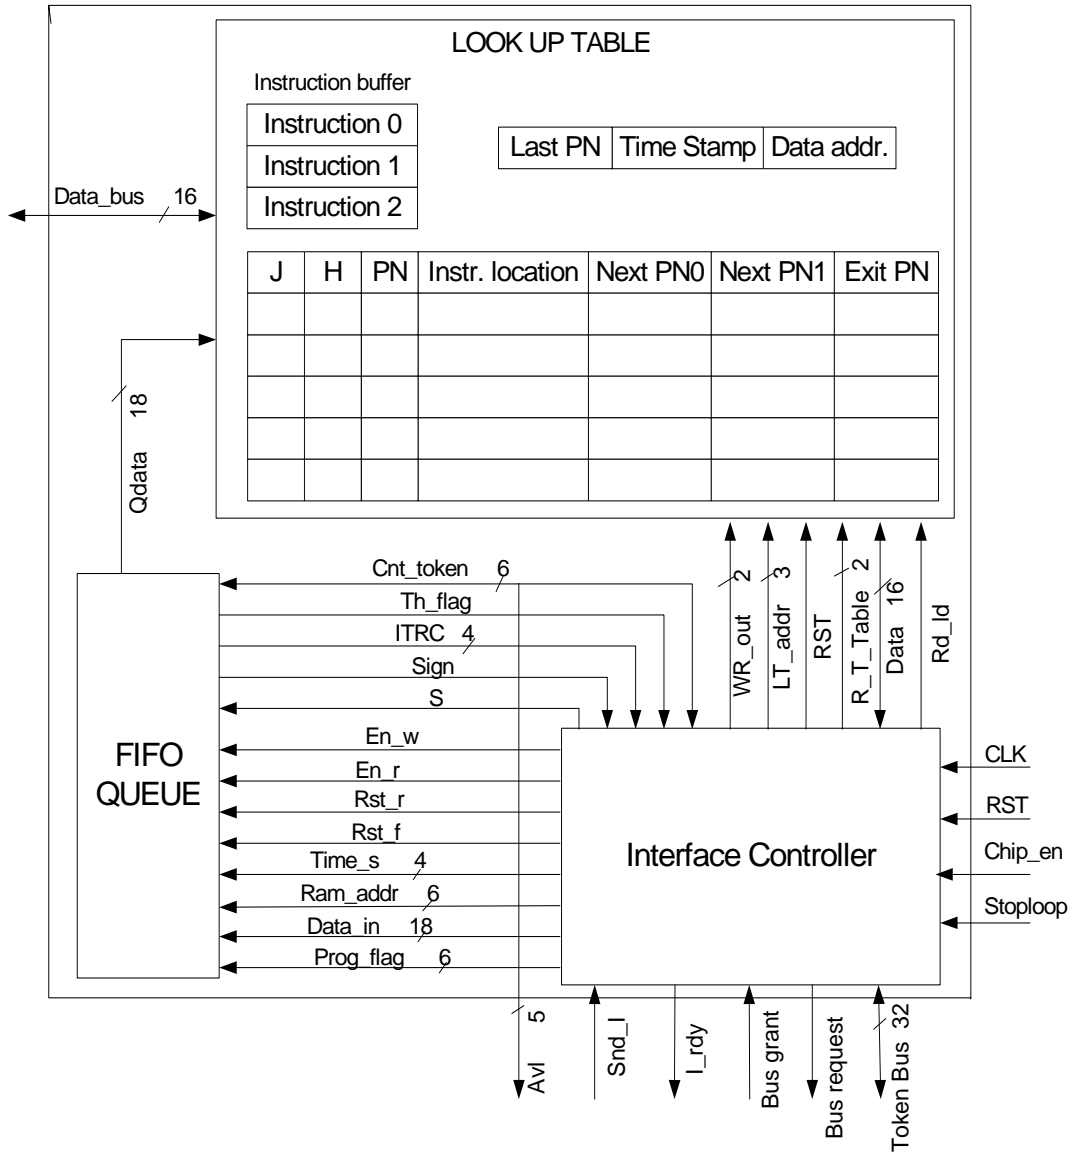 LOOK UP TABLE
Instruction buffer
Instruction 0
Instruction 1
Instruction 2
Last PN Time Stamp Data addr.
Data_bus 16
J H PN Instr. location Next PN0 Next PN1 Exit PN
Qdata 18
Cnt_token 6
Th_flag
ITRC 4
Sign
S
En_w
En_r
Rst_r
Rst_f
Time_s 4
Ram_addr 6
Data_in 18
Prog_flag 6
FIFO
QUEUE
WR_out 2
LT_addr 3
RST
R_T_Table 2
Data 16
Rd_ld
Interface Controller
CLK
RST
Chip_en
Stoploop
Avl 5
Snd_I
I_rdy
Bus grant
Bus request
Token Bus 32